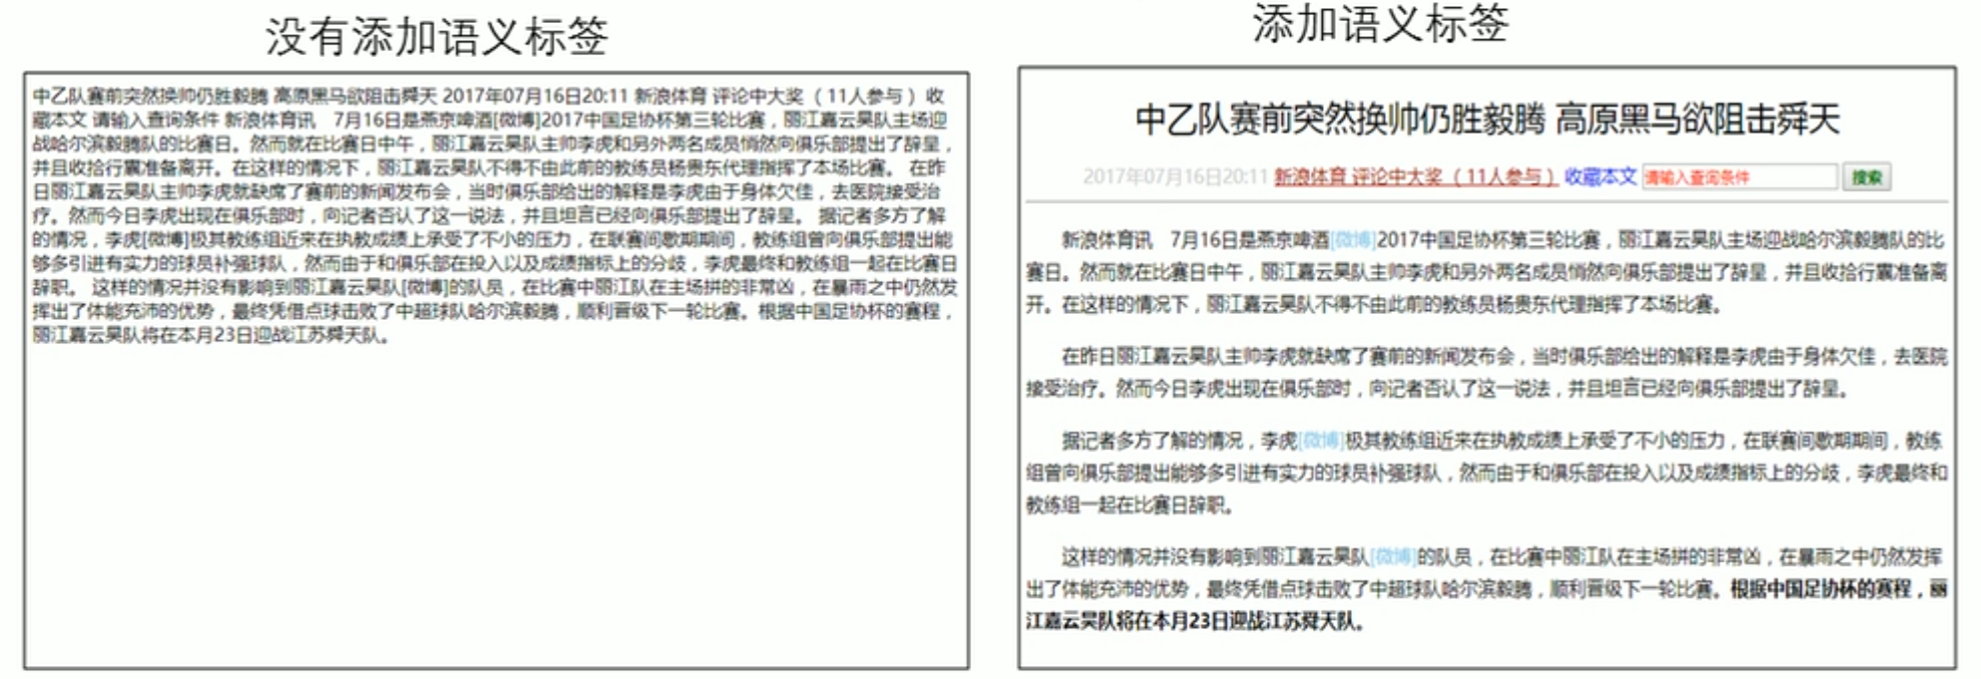 没有添加语义标签
中乙队赛前突然换帅仍胜毅腾 高原黑马欲阻击舜天 2017年07月16日20:11 新浪体育 评论中大奖（11人参与）收
藏本文 请输入查询条件 新浪体育讯　7月16日是燕京啤酒[微博]2017中国足协杯第三轮比赛，丽江嘉云昊队主场迎
战哈尔滨毅腾队的比赛日。然而就在比赛日中午，丽江嘉云昊队主帅李虎和另外两名成员悄然向俱乐部提出了辞呈，
并且收拾行囊准备离开。在这样的情况下，丽江嘉云昊队不得不由此前的教练员杨贵东代理指挥了本场比赛。 在昨
日丽江嘉云昊队主帅李虎就缺席了赛前的新闻发布会，当时俱乐部给出的解释是李虎由于身体欠佳，去医院接受治
疗。然而今日李虎出现在俱乐部时，向记者否认了这一说法，并且坦言已经向俱乐部提出了辞呈。 据记者多方了解
的情况，李虎[微博]极其教练组近来在执教成绩上承受了不小的压力，在联赛间歇期期间，教练组曾向俱乐部提出能
够多引进有实力的球员补强球队，然而由于和俱乐部在投入以及成绩指标上的分歧，李虎最终和教练组一起在比赛日
辞职。 这样的情况并没有影响到丽江嘉云昊队[微博]的队员，在比赛中丽江队在主场拼的非常凶，在暴雨之中仍然发
挥出了体能充沛的优势，最终凭借点球击败了中超球队哈尔滨毅腾，顺利晋级下一轮比赛。根据中国足协杯的赛程，
丽江嘉云昊队将在本月23日迎战江苏舜天队。
添加语义标签
中乙队赛前突然换帅仍胜毅腾 高原黑马欲阻击舜天
2017年07月16日20:11 新浪体育 评论中大奖（11人参与） 收藏本文 请输入查询条件 搜索
新浪体育讯　7月16日是燕京啤酒[微博]2017中国足协杯第三轮比赛，丽江嘉云昊队主场迎战哈尔滨毅腾队的比
赛日。然而就在比赛日中午，丽江嘉云昊队主帅李虎和另外两名成员悄然向俱乐部提出了辞呈，并且收拾行囊准备离
开。在这样的情况下，丽江嘉云昊队不得不由此前的教练员杨贵东代理指挥了本场比赛。
在昨日丽江嘉云昊队主帅李虎就缺席了赛前的新闻发布会，当时俱乐部给出的解释是李虎由于身体欠佳，去医院
接受治疗。然而今日李虎出现在俱乐部时，向记者否认了这一说法，并且坦言已经向俱乐部提出了辞呈。
据记者多方了解的情况，李虎[微博]极其教练组近来在执教成绩上承受了不小的压力，在联赛间歇期期间，教练
组曾向俱乐部提出能够多引进有实力的球员补强球队，然而由于和俱乐部在投入以及成绩指标上的分歧，李虎最终和
教练组一起在比赛日辞职。
这样的情况并没有影响到丽江嘉云昊队[微博]的队员，在比赛中丽江队在主场拼的非常凶，在暴雨之中仍然发挥
出了体能充沛的优势，最终凭借点球击败了中超球队哈尔滨毅腾，顺利晋级下一轮比赛。根据中国足协杯的赛程，丽
江嘉云昊队将在本月23日迎战江苏舜天队。